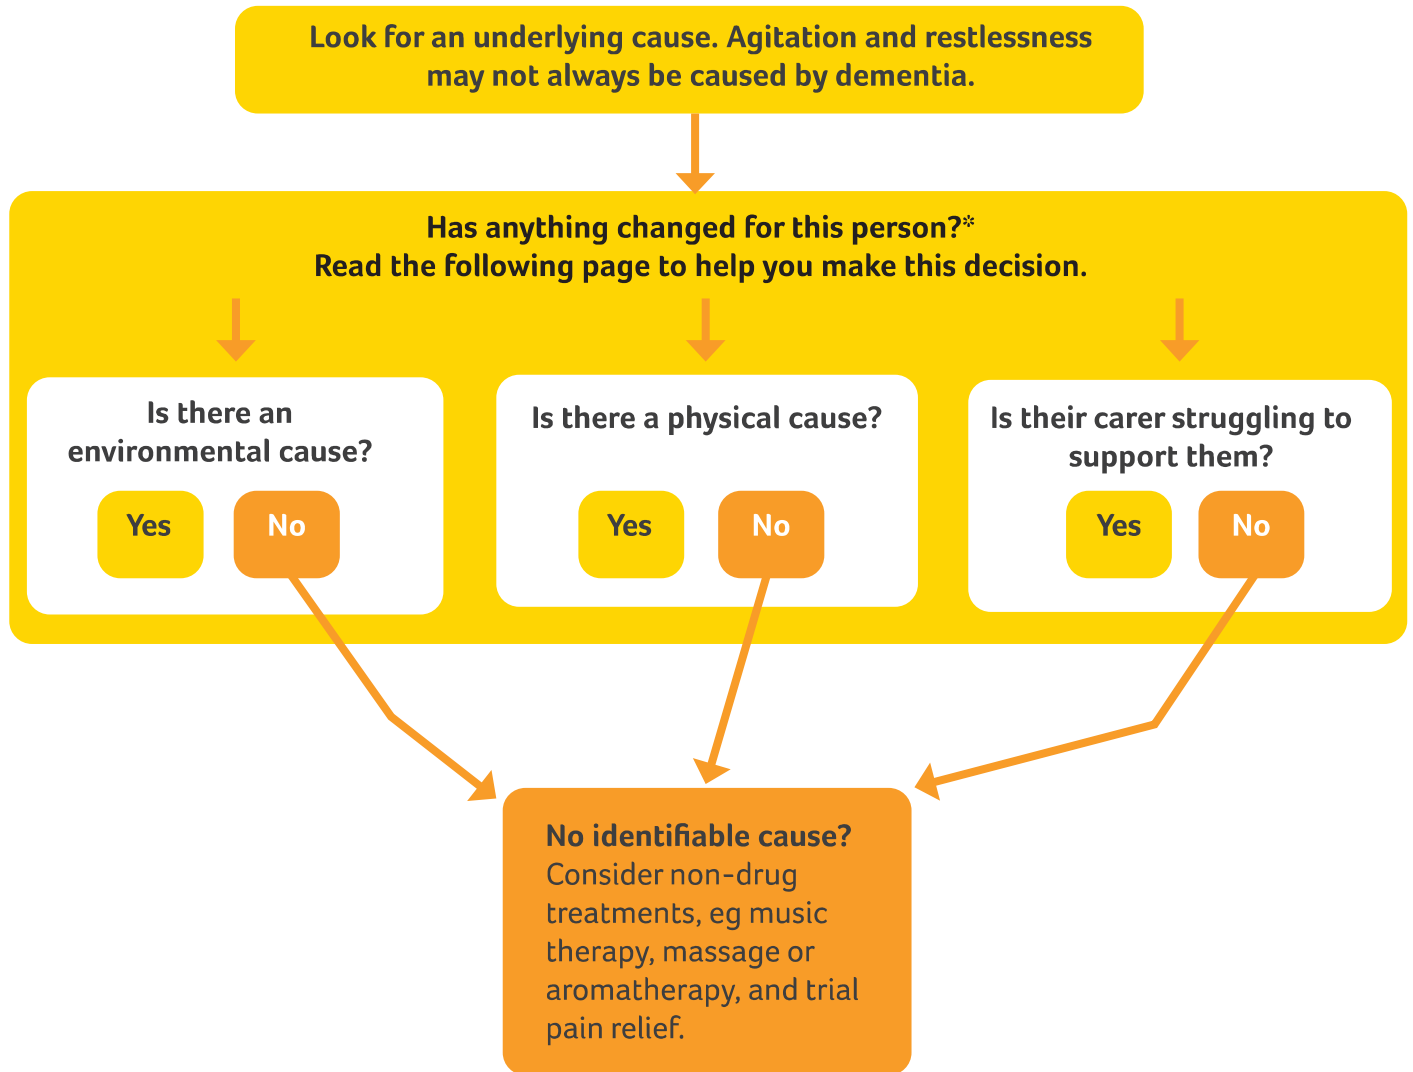 Look for an underlying cause. Agitation and restlessness
may not always be caused by dementia.
Has anything changed for this person?*
Read the following page to help you make this decision.
Is there an
environmental cause?
Yes
No
Is there a physical cause?
Yes
No
Is their carer struggling to
support them?
Yes
No
No identifiable cause?
Consider non-drug
treatments, eg music
therapy, massage or
aromatherapy, and trial
pain relief.